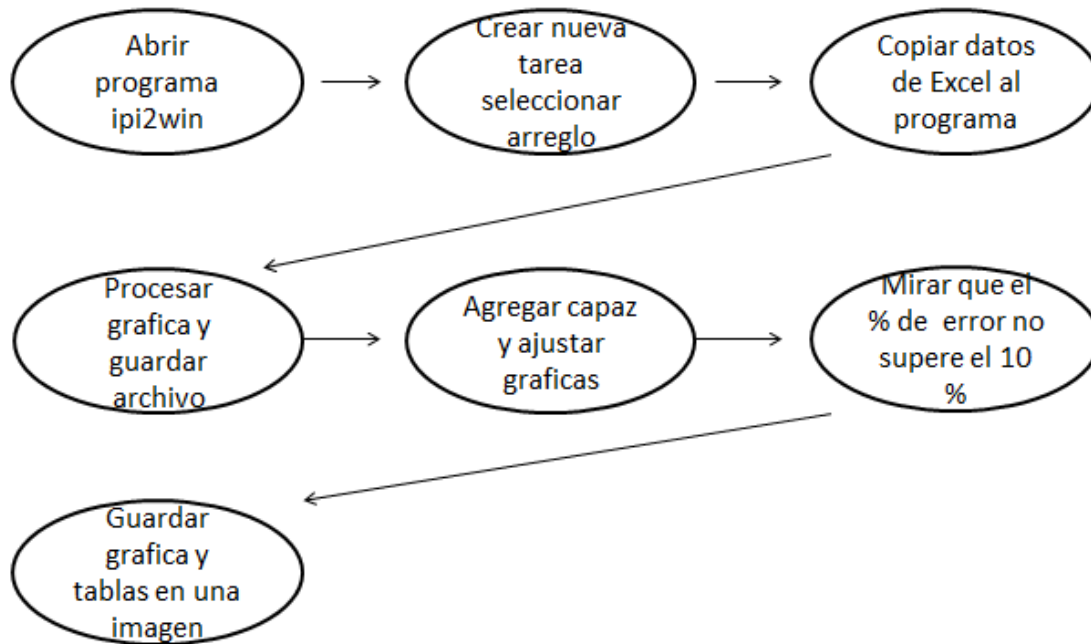 Abrir
programa
ipi2win
Crear nueva
tarea
seleccionar
arreglo
Copiar datos
de Excel al
programa
Procesar
grafica y
guardar
archivo
Agregar capaz
y ajustar
graficas
Mirar que el
% de error no
supere el 10
%
Guardar
grafica y
tablas en una
imagen